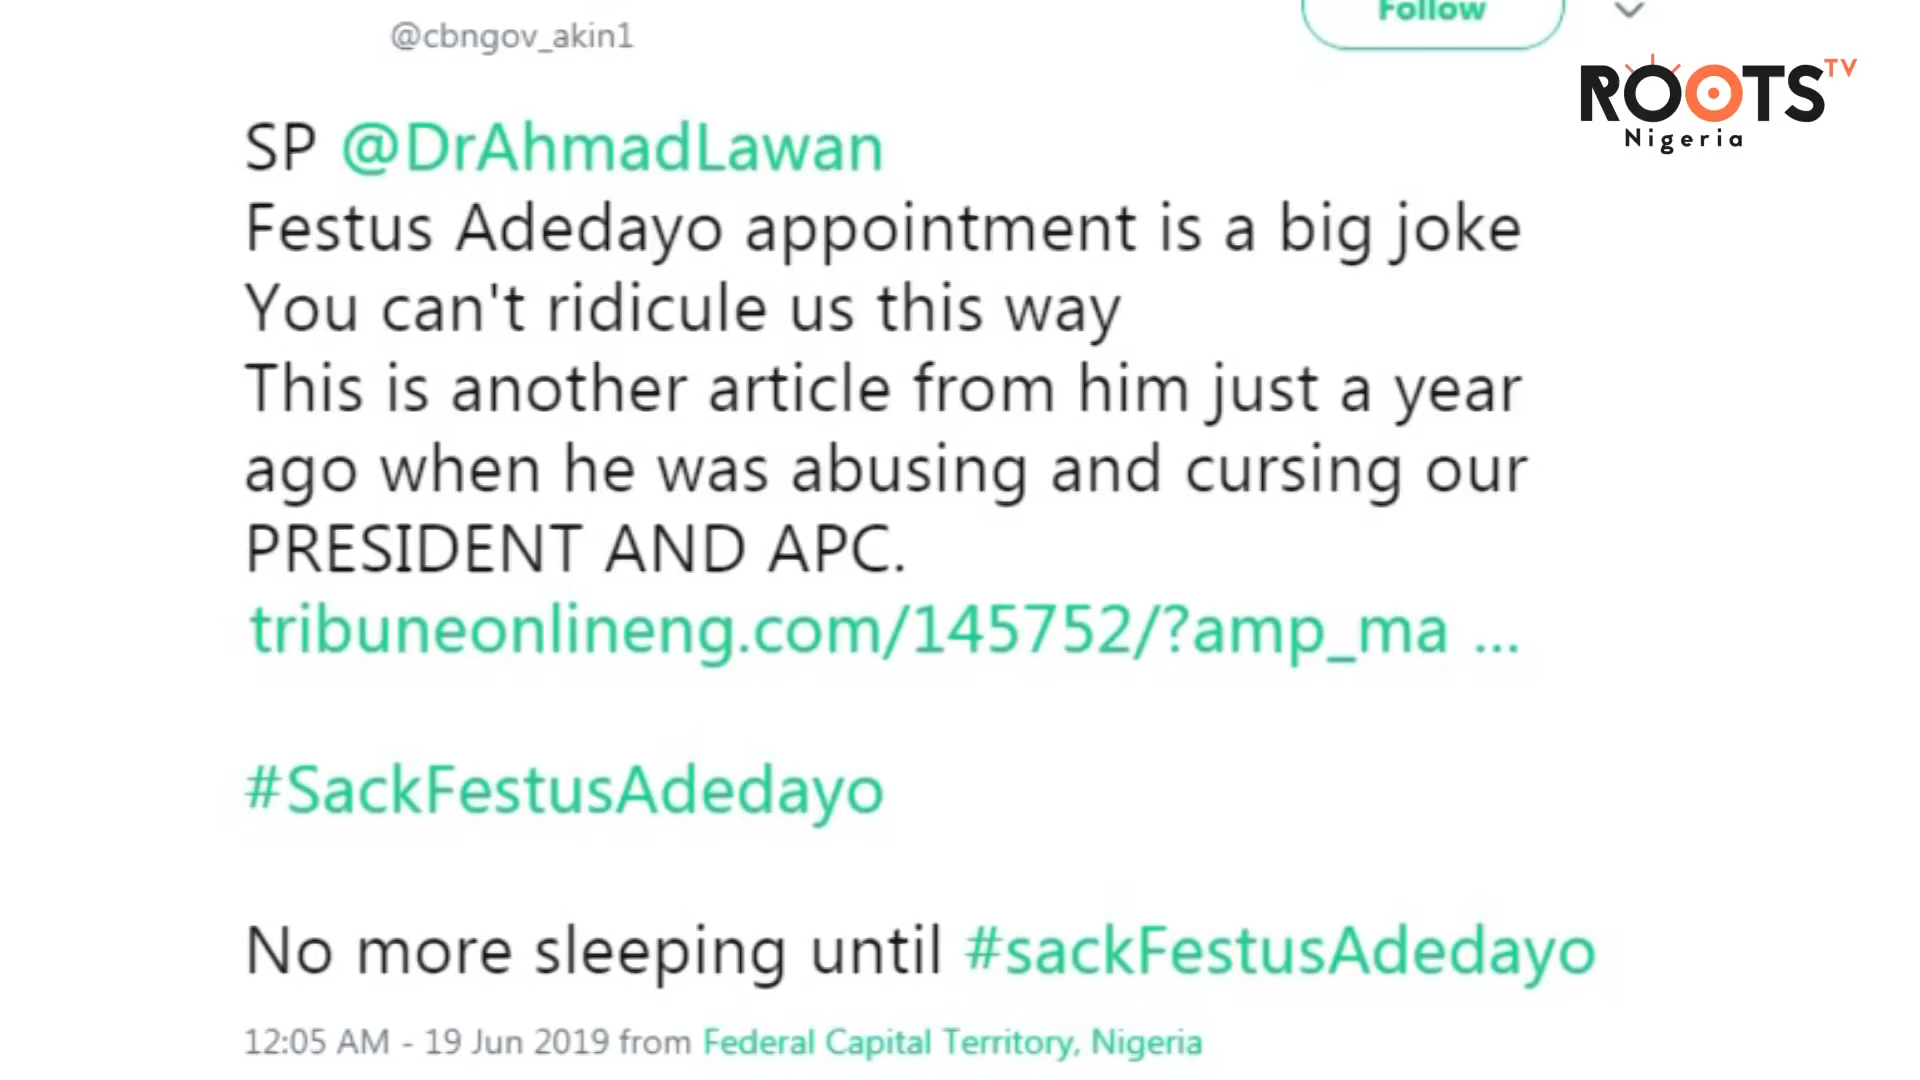 @cbngov_akin1
Follow
ROOTS TV
Nigeria
SP @DrAhmadLawan
Festus Adedayo appointment is a big joke
You can't ridicule us this way
This is another article from him just a year
ago when he was abusing and cursing our
PRESIDENT AND APC.
tribuneonlineng.com/145752/?amp_ma ...
#SackFestusAdedayo
No more sleeping until #sackFestusAdedayo
12:05 AM - 19 Jun 2019 from Federal Capital Territory, Nigeria